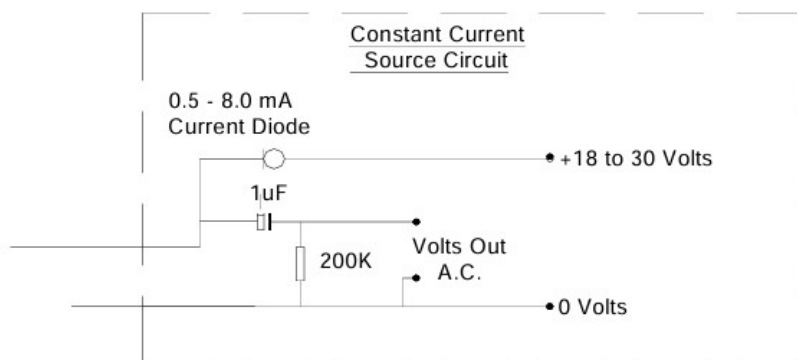 Constant Current
Source Circuit
0.5 - 8.0 mA
Current Diode
+18 to 30 Volts
1uF
Volts Out
A.C.
200K
0 Volts